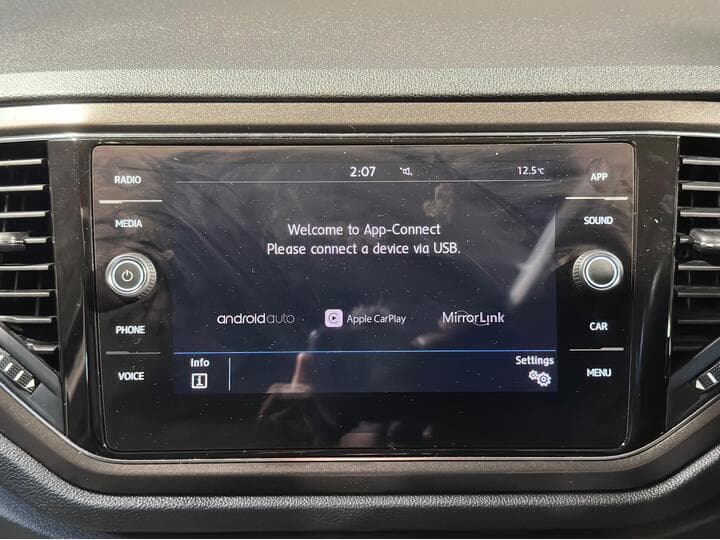 RADIO
MEDIA
PHONE
VOICE
2:07
12.5°C
Welcome to App-Connect
Please connect a device via USB.
androidauto
Apple CarPlay
MirrorLink
Info
i
Settings
APP
SOUND
CAR
MENU